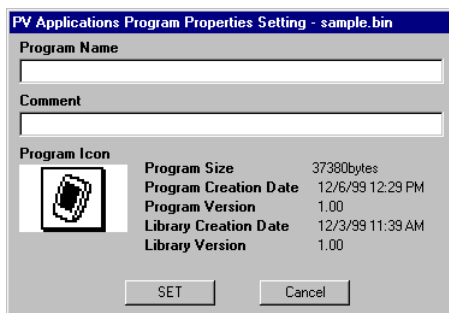 PV Applications Program Properties Setting - sample.bin
Program Name
Comment
Program Icon
Program Size 37380bytes
Program Creation Date 12/6/99 12:29 PM
Program Version 1.00
Library Creation Date 12/3/99 11:39 AM
Library Version 1.00
SET Cancel